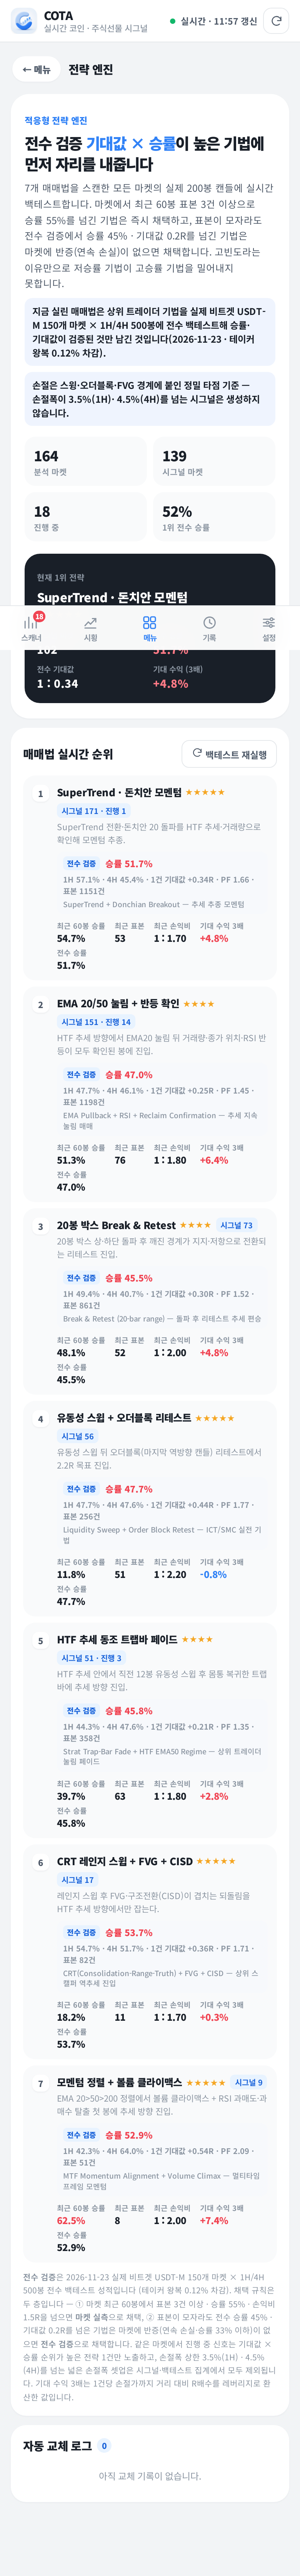 COTA
실시간 코인 · 주식선물 시그널
실시간 · 11:57 갱신
← 메뉴
전략 엔진
적응형 전략 엔진
전수 검증 기대값 × 승률이 높은 기법에
먼저 자리를 내줍니다
7개 매매법을 스캔한 모든 마켓의 실제 200봉 캔들에 실시간
백테스트합니다. 마켓에서 최근 60봉 표본 3건 이상으로
승률 55%를 넘긴 기법은 즉시 채택하고, 표본이 모자라도
전수 검증에서 승률 45% · 기대값 0.2R를 넘긴 기법은
마켓에 반증(연속 손실)이 없으면 채택합니다. 고빈도라는
이유만으로 저승률 기법이 고승률 기법을 밀어내지
못합니다.
지금 실린 매매법은 상위 트레이더 기법을 실제 비트겟 USDT-
M 150개 마켓 × 1H/4H 500봉에 전수 백테스트해 승률·
기대값이 검증된 것만 남긴 것입니다(2026-11-23 · 테이커
왕복 0.12% 차감).
손절은 스윙·오더블록·FVG 경계에 붙인 정밀 타점 기준 —
손절폭이 3.5%(1H)· 4.5%(4H)를 넘는 시그널은 생성하지
않습니다.
164
분석 마켓
139
시그널 마켓
18
진행 중
52%
1위 전수 승률
현재 1위 전략
SuperTrend · 돈치안 모멘텀
18
스캐너
시황
메뉴
기록
설정
전수 기대값
1 : 0.34
기대 수익 (3배)
+4.8%
매매법 실시간 순위
백테스트 재실행
1
SuperTrend · 돈치안 모멘텀 ★★★★★
시그널 171 · 진행 1
SuperTrend 전환·돈치안 20 돌파를 HTF 추세·거래량으로
확인해 모멘텀 추종.
전수 검증 승률 51.7%
1H 57.1% · 4H 45.4% · 1건 기대값 +0.34R · PF 1.66 ·
표본 1151건
SuperTrend + Donchian Breakout — 추세 추종 모멘텀
최근 60봉 승률 최근 표본 최근 손익비 기대 수익 3배
54.7% 53 1 : 1.70 +4.8%
전수 승률
51.7%
2
EMA 20/50 눌림 + 반등 확인 ★★★★
시그널 151 · 진행 14
HTF 추세 방향에서 EMA20 눌림 뒤 거래량·종가 위치·RSI 반
등이 모두 확인된 봉에 진입.
전수 검증 승률 47.0%
1H 47.7% · 4H 46.1% · 1건 기대값 +0.25R · PF 1.45 ·
표본 1198건
EMA Pullback + RSI + Reclaim Confirmation — 추세 지속
눌림 매매
최근 60봉 승률 최근 표본 최근 손익비 기대 수익 3배
51.3% 76 1 : 1.80 +6.4%
전수 승률
47.0%
3
20봉 박스 Break & Retest ★★★★ 시그널 73
20봉 박스 상·하단 돌파 후 깨진 경계가 지지·저항으로 전환되
는 리테스트 진입.
전수 검증 승률 45.5%
1H 49.4% · 4H 40.7% · 1건 기대값 +0.30R · PF 1.52 ·
표본 861건
Break & Retest (20-bar range) — 돌파 후 리테스트 추세 편승
최근 60봉 승률 최근 표본 최근 손익비 기대 수익 3배
48.1% 52 1 : 2.00 +4.8%
전수 승률
45.5%
4
유동성 스윕 + 오더블록 리테스트 ★★★★★
시그널 56
유동성 스윕 뒤 오더블록(마지막 역방향 캔들) 리테스트에서
2.2R 목표 진입.
전수 검증 승률 47.7%
1H 47.7% · 4H 47.6% · 1건 기대값 +0.44R · PF 1.77 ·
표본 256건
Liquidity Sweep + Order Block Retest — ICT/SMC 실전 기
법
최근 60봉 승률 최근 표본 최근 손익비 기대 수익 3배
11.8% 51 1 : 2.20 -0.8%
전수 승률
47.7%
5
HTF 추세 동조 트랩바 페이드 ★★★★
시그널 51 · 진행 3
HTF 추세 안에서 직전 12봉 유동성 스윕 후 몸통 복귀한 트랩
바에 추세 방향 진입.
전수 검증 승률 45.8%
1H 44.3% · 4H 47.6% · 1건 기대값 +0.21R · PF 1.35 ·
표본 358건
Strat Trap-Bar Fade + HTF EMA50 Regime — 상위 트레이더
눌림 페이드
최근 60봉 승률 최근 표본 최근 손익비 기대 수익 3배
39.7% 63 1 : 1.80 +2.8%
전수 승률
45.8%
6
CRT 레인지 스윕 + FVG + CISD ★★★★★
시그널 17
레인지 스윕 후 FVG·구조전환(CISD)이 겹치는 되돌림을
HTF 추세 방향에서만 잡는다.
전수 검증 승률 53.7%
1H 54.7% · 4H 51.7% · 1건 기대값 +0.36R · PF 1.71 ·
표본 82건
CRT(Consolidation-Range-Truth) + FVG + CISD — 상위 스
캘퍼 역추세 진입
최근 60봉 승률 최근 표본 최근 손익비 기대 수익 3배
18.2% 11 1 : 1.70 +0.3%
전수 승률
53.7%
7
모멘텀 정렬 + 볼륨 클라이맥스 ★★★★★ 시그널 9
EMA 20>50>200 정렬에서 볼륨 클라이맥스 + RSI 과매도·과
매수 탈출 첫 봉에 추세 방향 진입.
전수 검증 승률 52.9%
1H 42.3% · 4H 64.0% · 1건 기대값 +0.54R · PF 2.09 ·
표본 51건
MTF Momentum Alignment + Volume Climax — 멀티타임
프레임 모멘텀
최근 60봉 승률 최근 표본 최근 손익비 기대 수익 3배
62.5% 8 1 : 2.00 +7.4%
전수 승률
52.9%
전수 검증은 2026-11-23 실제 비트겟 USDT-M 150개 마켓 × 1H/4H
500봉 전수 백테스트 성적입니다 (테이커 왕복 0.12% 차감). 채택 규칙은
두 층입니다 — ① 마켓 최근 60봉에서 표본 3건 이상 · 승률 55% · 손익비
1.5R을 넘으면 마켓 실측으로 채택, ② 표본이 모자라도 전수 승률 45% ·
기대값 0.2R를 넘은 기법은 마켓에 반증(연속 손실·승률 33% 이하)이 없
으면 전수 검증으로 채택합니다. 같은 마켓에서 진행 중 신호는 기대값 ×
승률 순위가 높은 전략 1건만 노출하고, 손절폭 상한 3.5%(1H) · 4.5%
(4H)를 넘는 넓은 손절폭 셋업은 시그널·백테스트 집계에서 모두 제외됩니
다. 기대 수익 3배는 1건당 손절가까지 거리 대비 R배수를 레버리지로 환
산한 값입니다.
자동 교체 로그 0
아직 교체 기록이 없습니다.